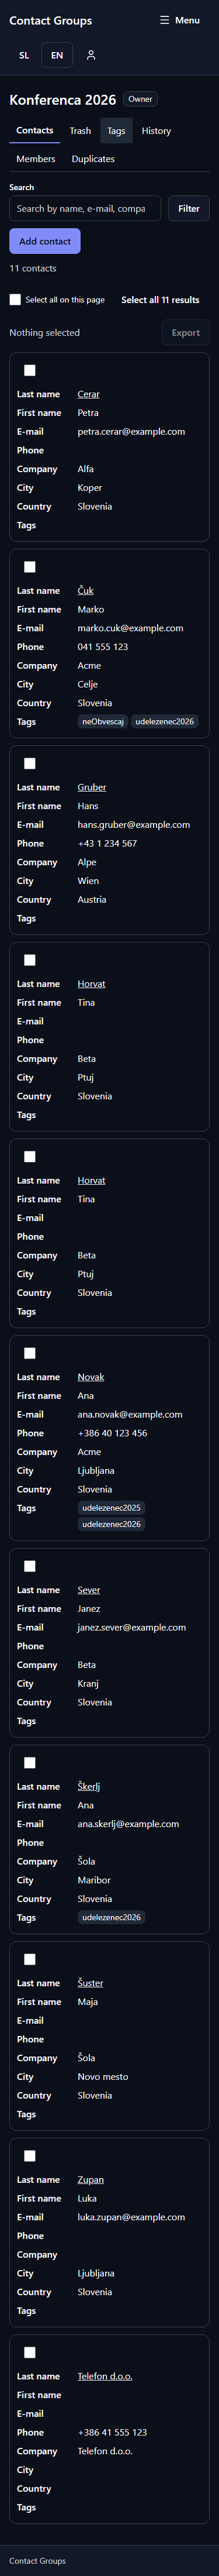 Contact Groups
Menu
SL
EN
Konferenca 2026
Owner
Contacts
Trash
Tags
History
Members
Duplicates
Search
Search by name, e-mail, compa
Filter
Add contact
11 contacts
Select all on this page
Select all 11 results
Nothing selected
Export
Last name Cerar
First name Petra
E-mail petra.cerar@example.com
Phone
Company Alfa
City Koper
Country Slovenia
Tags
Last name Čuk
First name Marko
E-mail marko.cuk@example.com
Phone 041 555 123
Company Acme
City Celje
Country Slovenia
Tags neObvescaj udelezenec2026
Last name Gruber
First name Hans
E-mail hans.gruber@example.com
Phone +43 1 234 567
Company Alpe
City Wien
Country Austria
Tags
Last name Horvat
First name Tina
E-mail
Phone
Company Beta
City Ptuj
Country Slovenia
Tags
Last name Horvat
First name Tina
E-mail
Phone
Company Beta
City Ptuj
Country Slovenia
Tags
Last name Novak
First name Ana
E-mail ana.novak@example.com
Phone +386 40 123 456
Company Acme
City Ljubljana
Country Slovenia
Tags udelezenec2025
udelezenec2026
Last name Sever
First name Janez
E-mail janez.sever@example.com
Phone
Company Beta
City Kranj
Country Slovenia
Tags
Last name Škerlj
First name Ana
E-mail ana.skerlj@example.com
Phone
Company Šola
City Maribor
Country Slovenia
Tags udelezenec2026
Last name Šuster
First name Maja
E-mail
Phone
Company Šola
City Novo mesto
Country Slovenia
Tags
Last name Zupan
First name Luka
E-mail luka.zupan@example.com
Phone
Company
City Ljubljana
Country Slovenia
Tags
Last name Telefon d.o.o.
First name
E-mail
Phone +386 41 555 123
Company Telefon d.o.o.
City
Country
Tags
Contact Groups